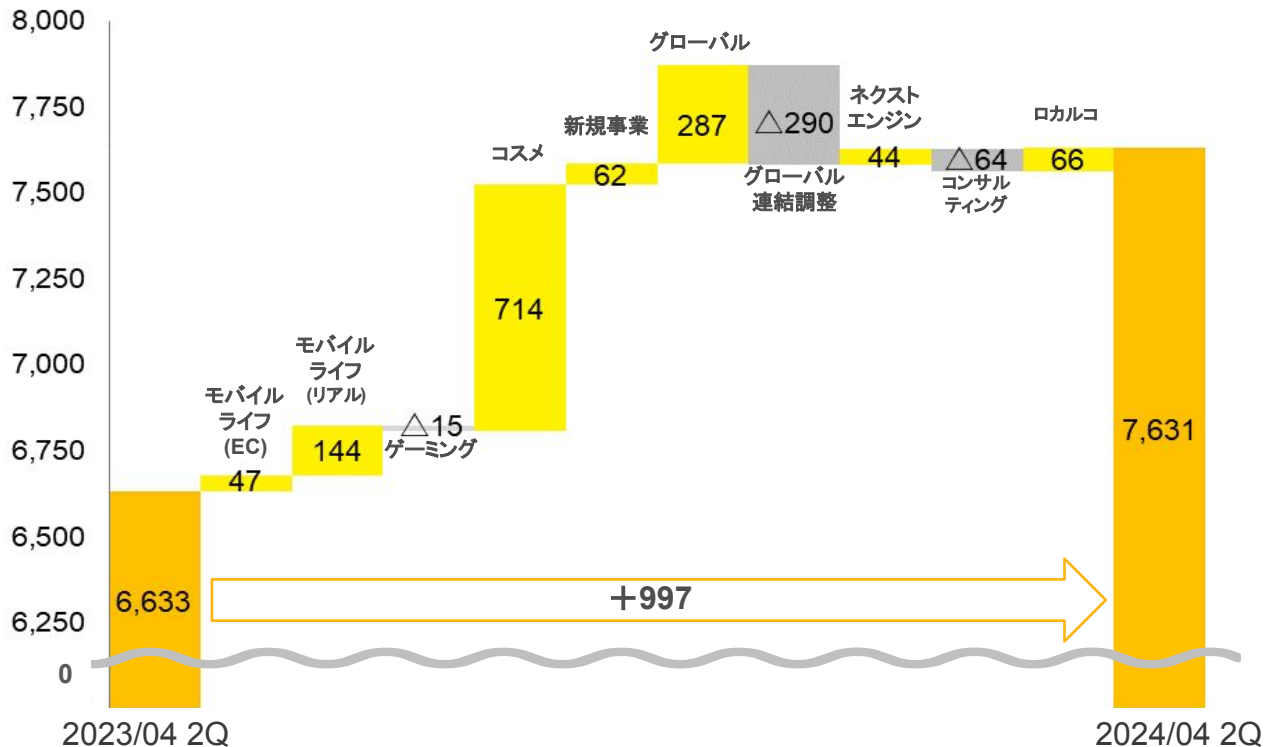 8,000
7,750
7,500
7,250
7,000
6,750
6,500
6,250
0
6,633
モバイル
ライフ
(EC)
47
モバイル
ライフ
(リアル)
144
△15
ゲーミング
コスメ
714
新規事業
62
グローバル
287
△290
グローバル
連結調整
ネクスト
エンジン
44
△64
コンサル
ティング
ロカルコ
66
7,631
+997
2023/04 2Q
2024/04 2Q